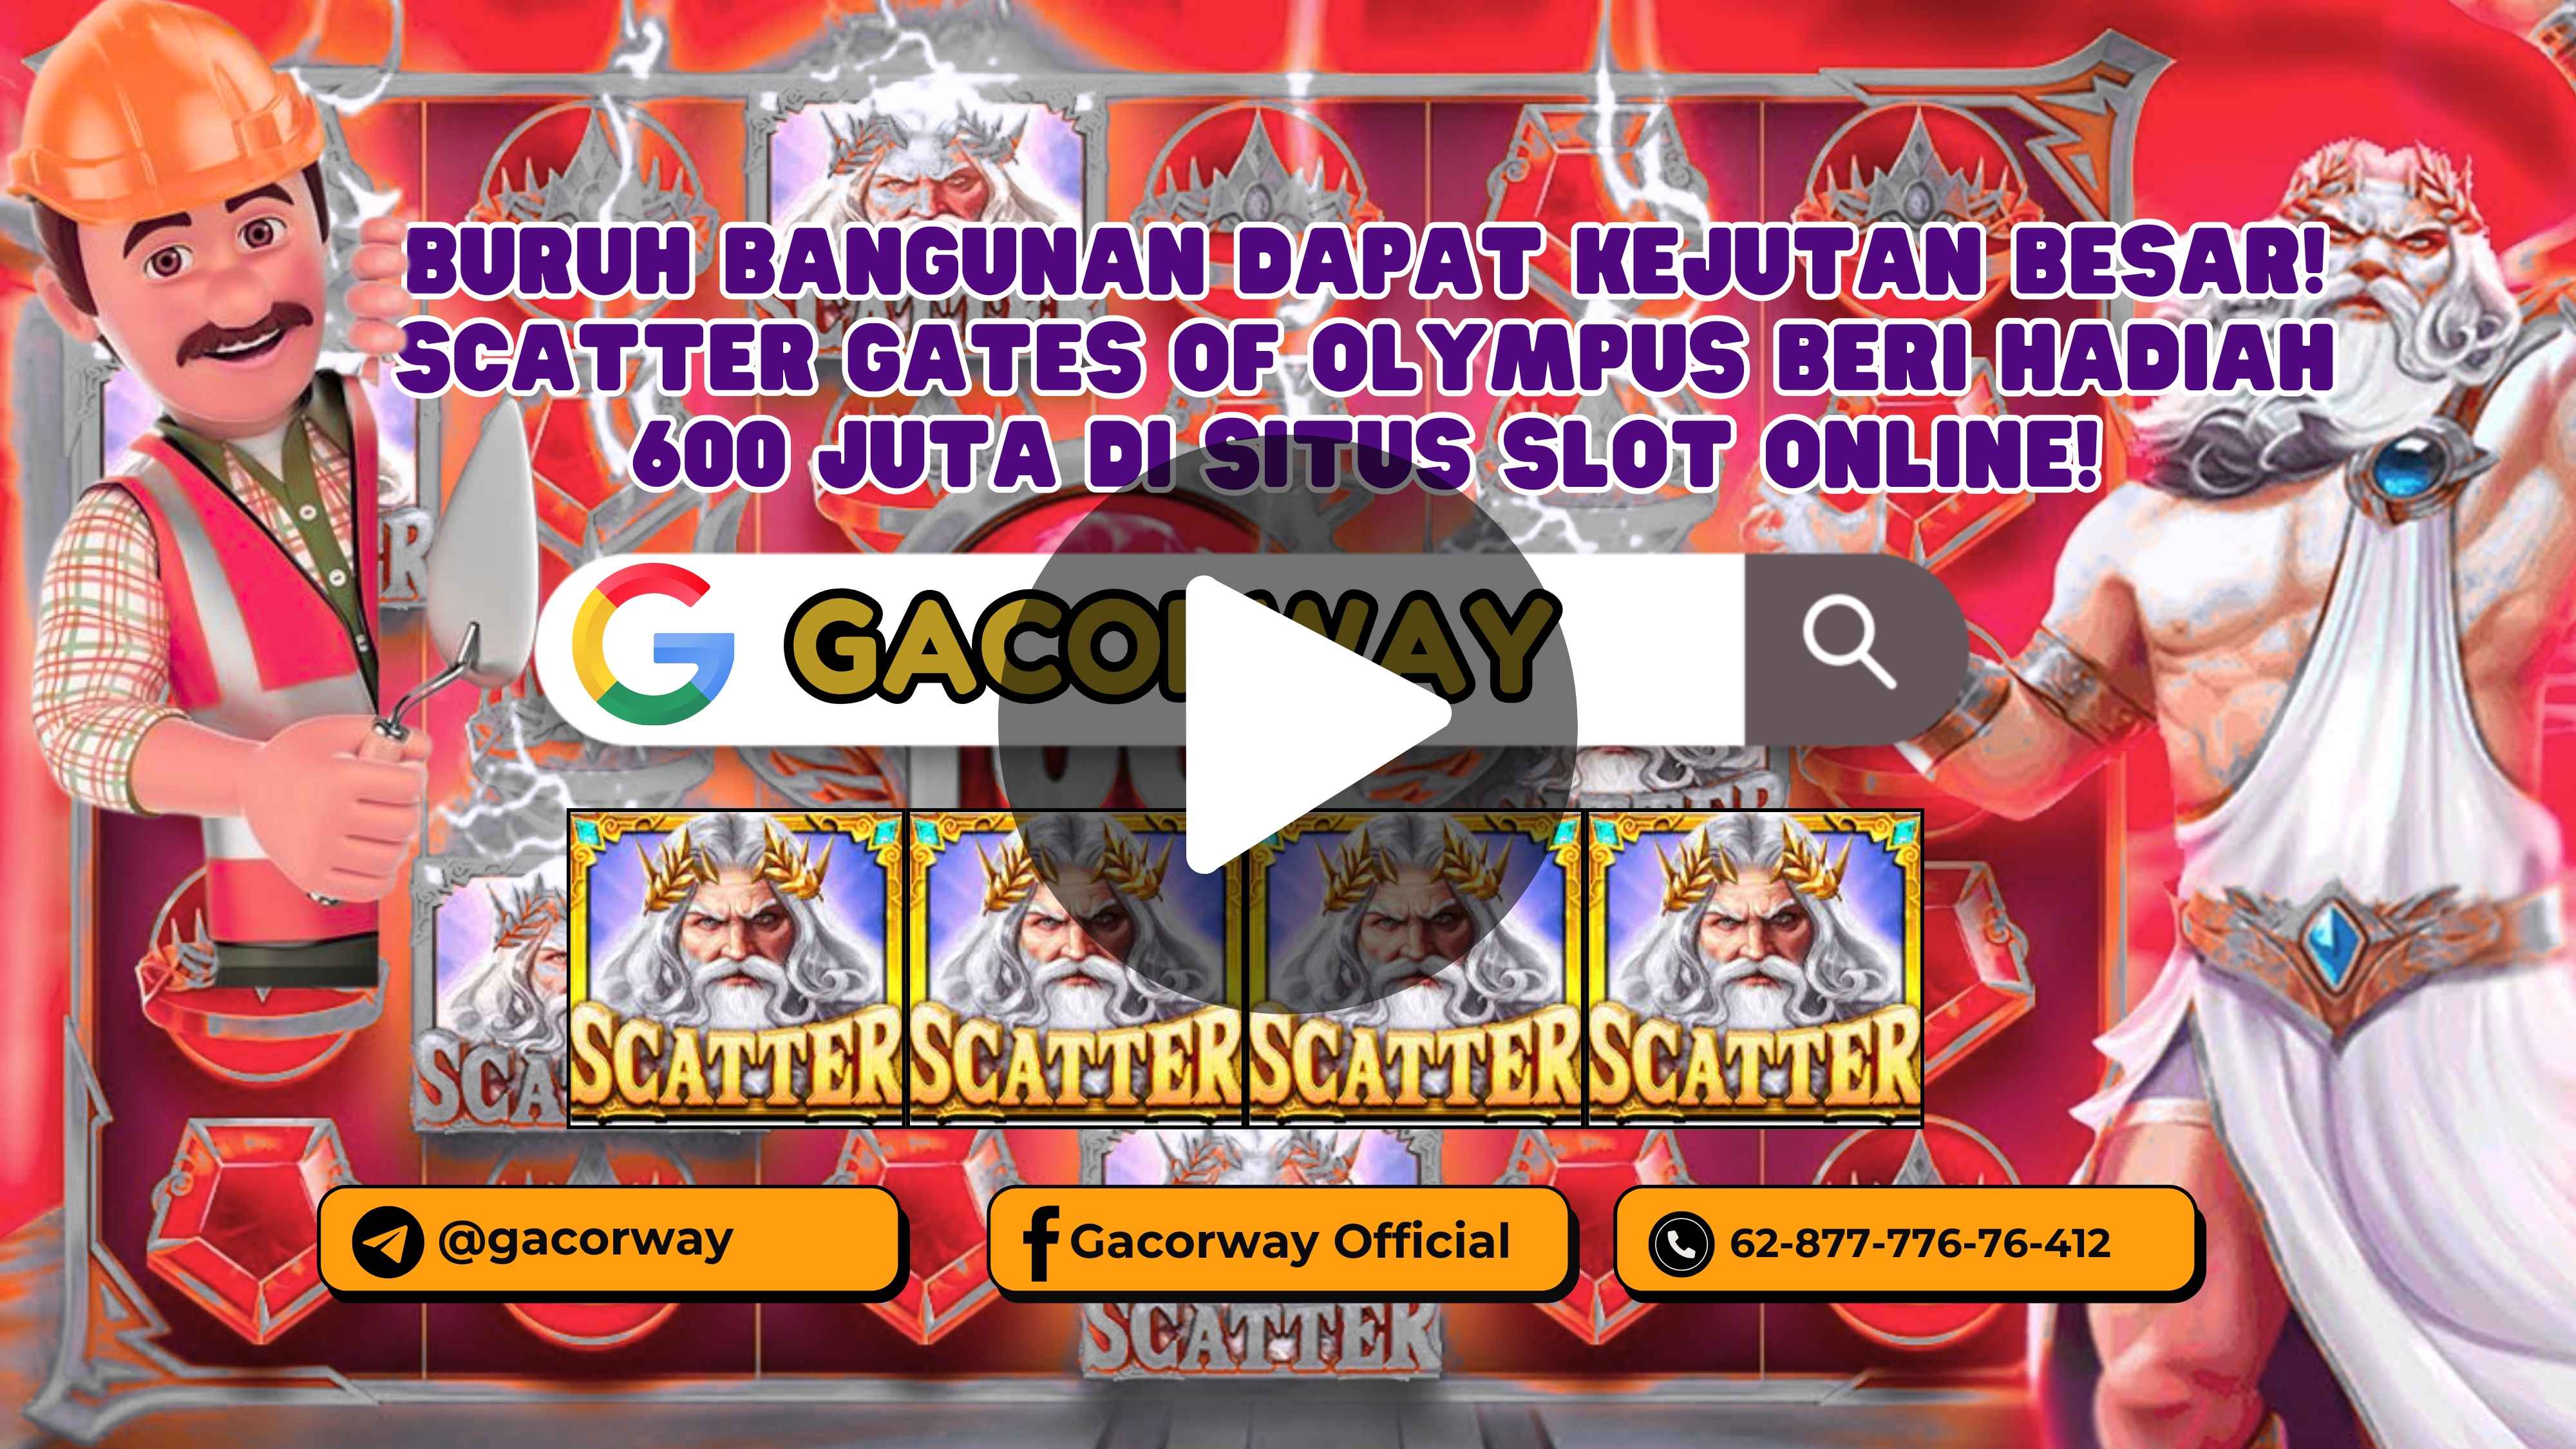 BURUH BANGUNAN DAPAT KEJUTAN BESAR!
SCATTER GATES OF OLYMPUS BERI HADIAH
600 JUTA DI SITUS SLOT ONLINE!
GACORWAY
SCATTER SCATTER SCATTER SCATTER
@gacorway
Gacorway Official
62-877-776-76-412
SCATTER